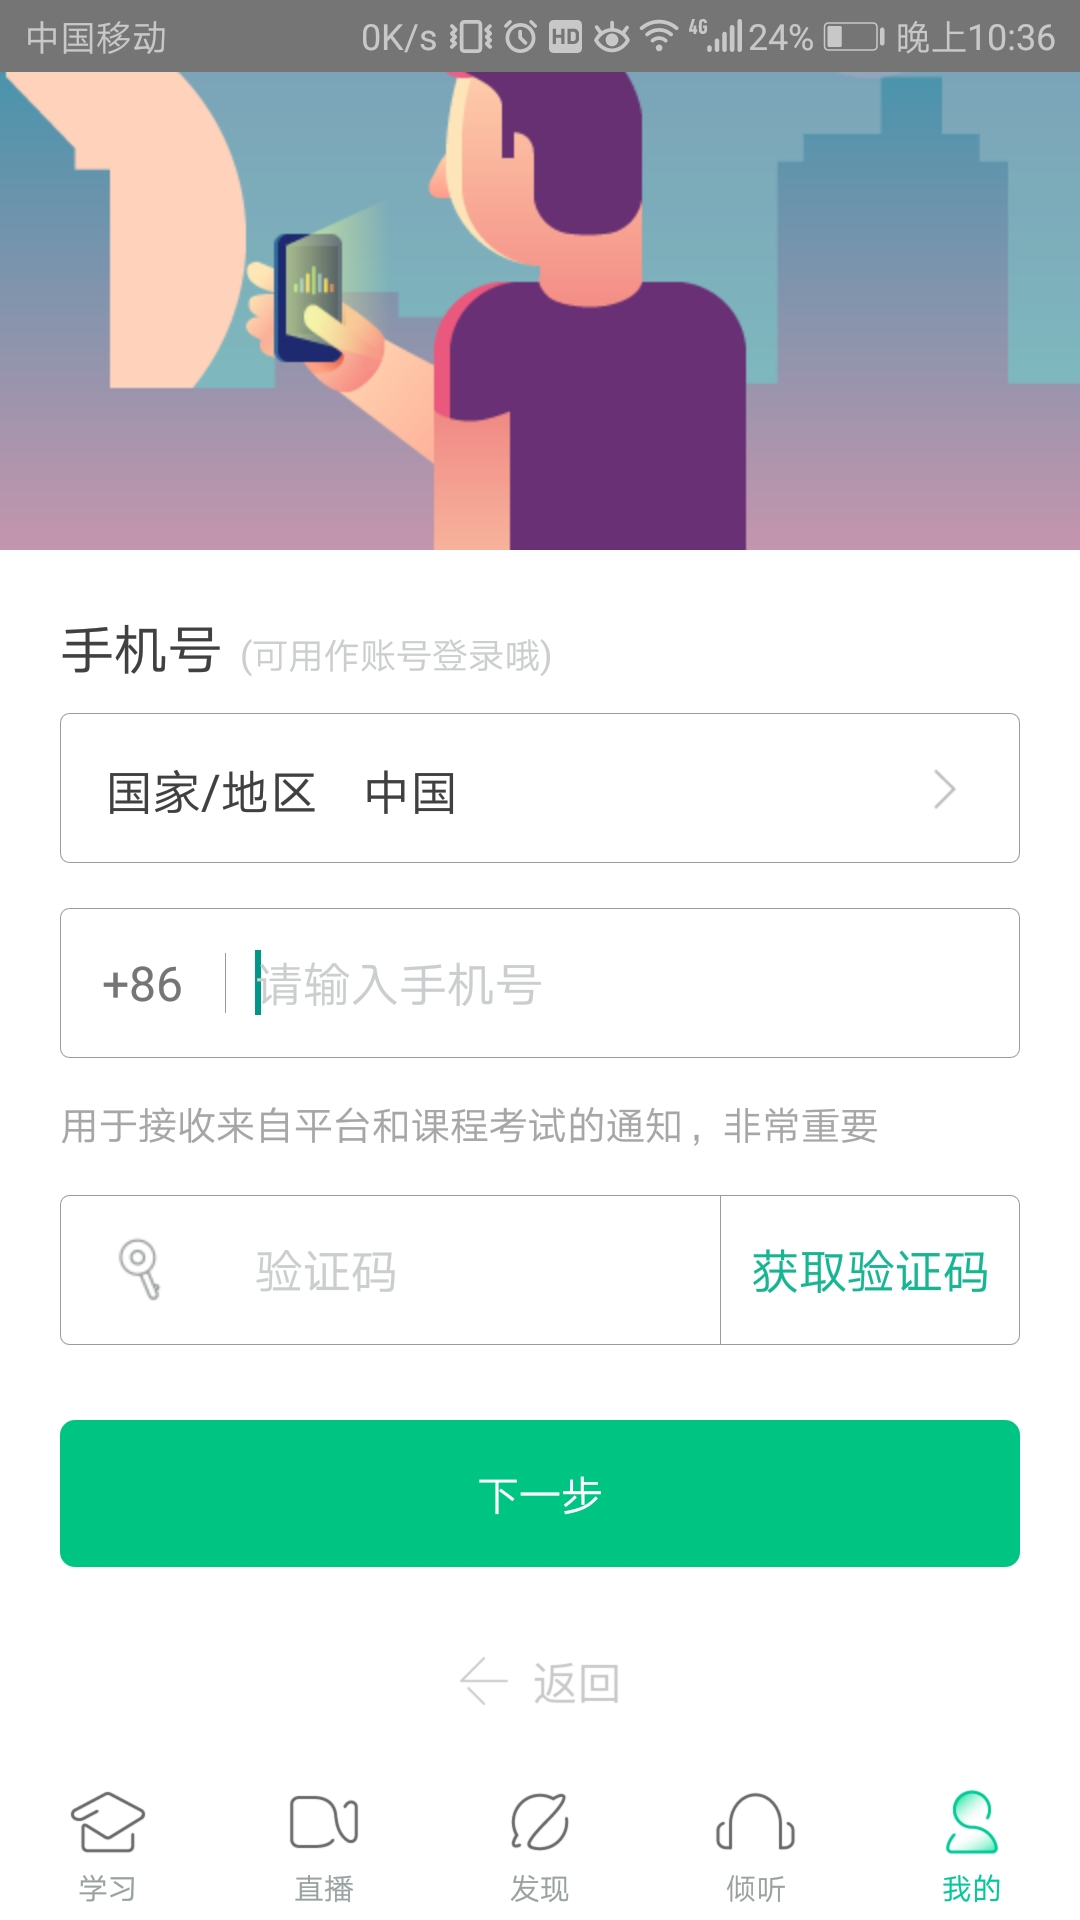 中国移动 0K/s HD 4G 24% 晚上10:36
手机号 (可用作账号登录哦)
国家/地区 中国
+86 请输入手机号
用于接收来自平台和课程考试的通知，非常重要
验证码 获取验证码
下一步
返回
学习 直播 发现 倾听 我的